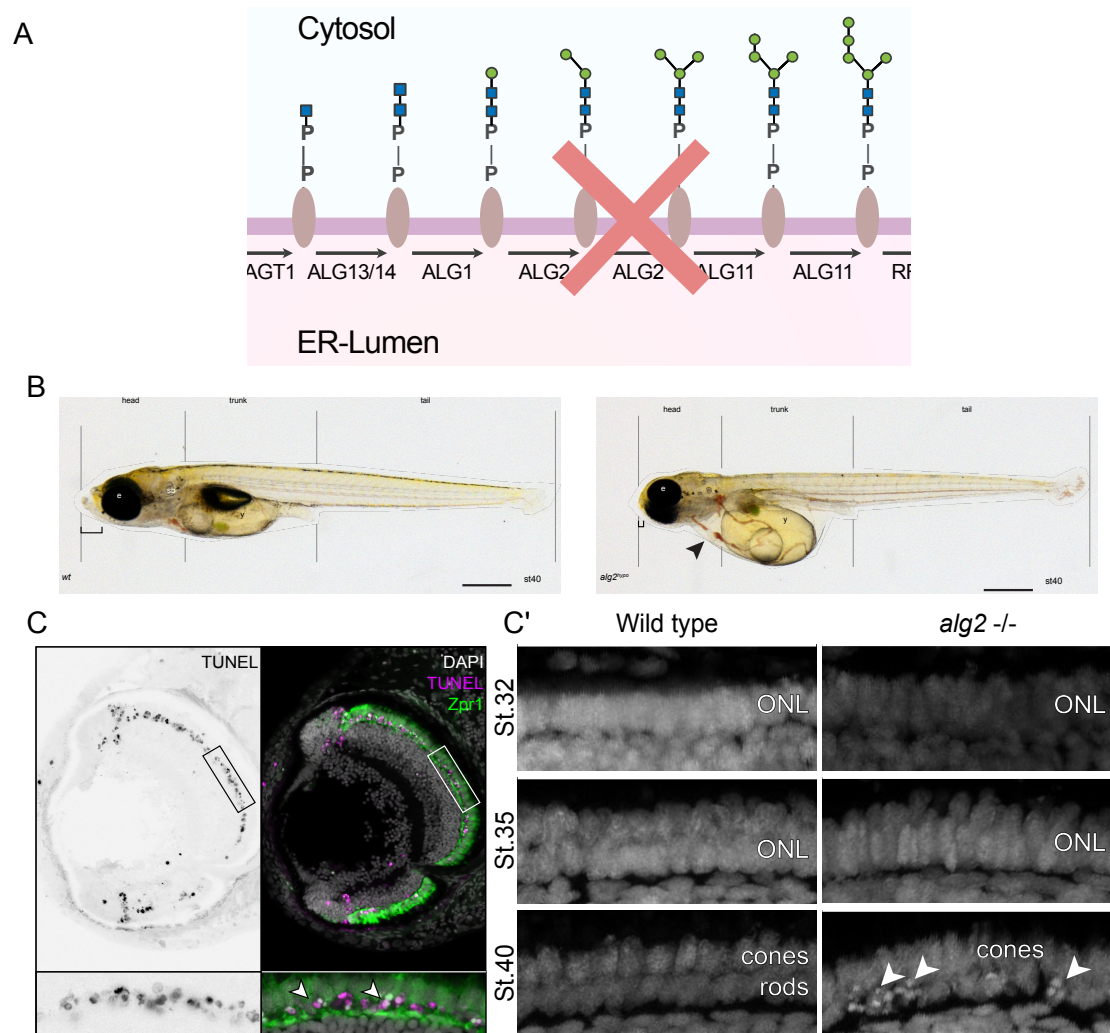 A
Cytosol
P P P P P P P
P P P P P P P
AGT1 ALG13/14 ALG1 ALG2 ALG2 ALG11 ALG11 RF
ER-Lumen
B
head trunk tail
head trunk tail
e y
e y
wt st40
alg2hypo st40
C C'
Wild type alg2 -/-
TUNEL DAPI
TUNEL
Zpr1
St.32 ONL ONL
St.35 ONL ONL
St.40 cones cones
rods